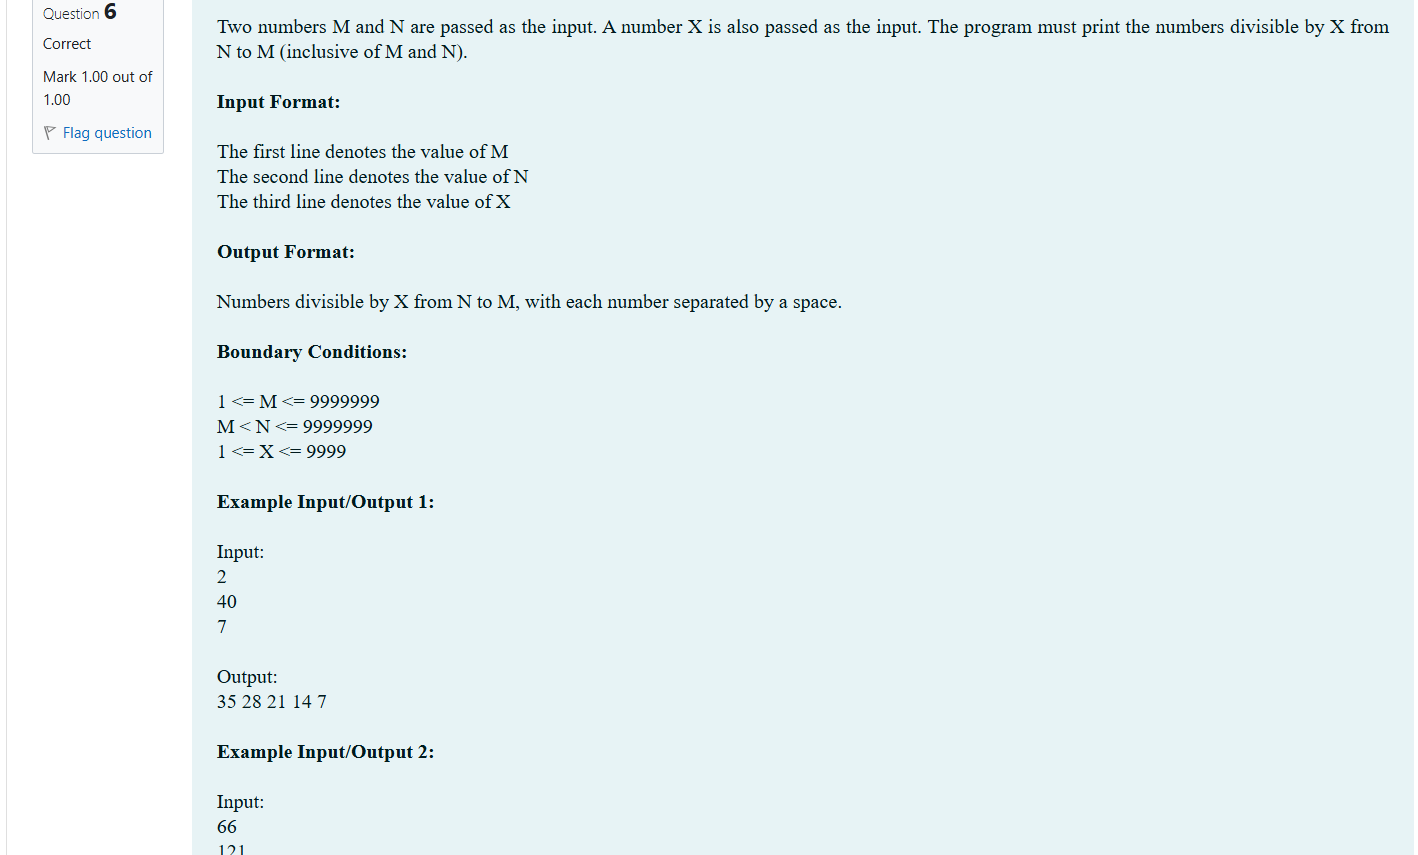 Question 6
Correct
Mark 1.00 out of
1.00
Flag question
Two numbers M and N are passed as the input. A number X is also passed as the input. The program must print the numbers divisible by X from
N to M (inclusive of M and N).
Input Format:
The first line denotes the value of M
The second line denotes the value of N
The third line denotes the value of X
Output Format:
Numbers divisible by X from N to M, with each number separated by a space.
Boundary Conditions:
1 <= M <= 9999999
M < N <= 9999999
1 <= X <= 9999
Example Input/Output 1:
Input:
2
40
7
Output:
35 28 21 14 7
Example Input/Output 2:
Input:
66
121